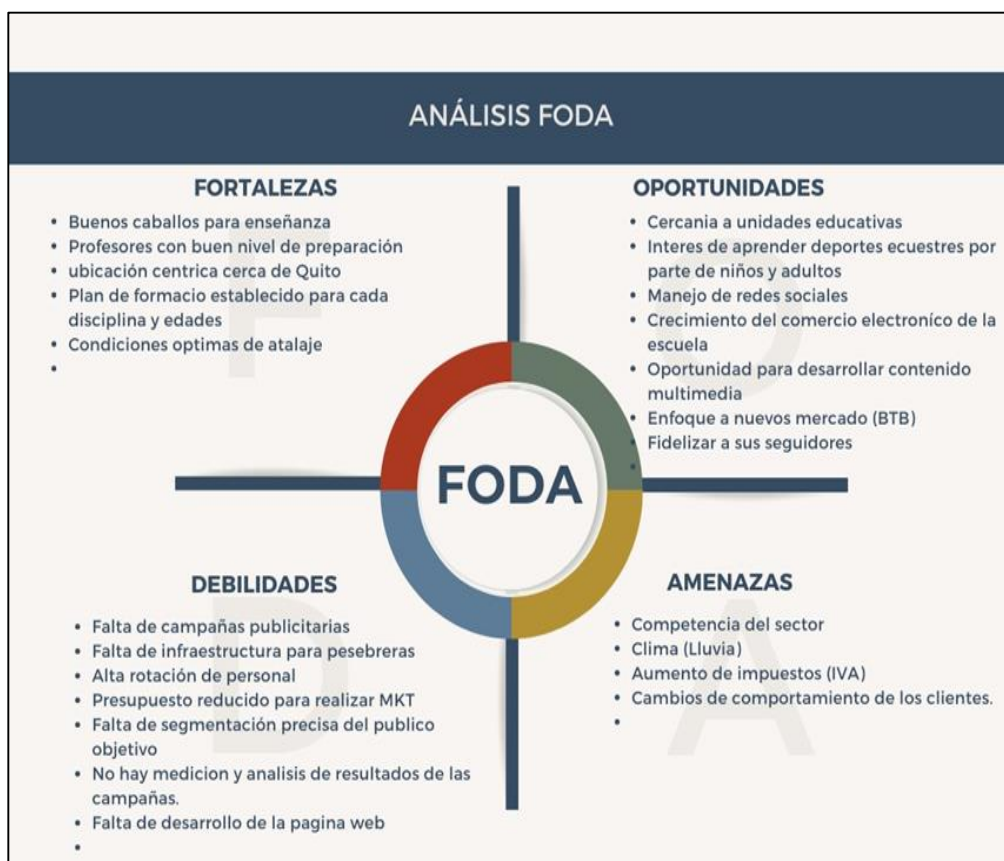 ANÁLISIS FODA
FORTALEZAS
• Buenos caballos para enseñanza
• Profesores con buen nivel de preparación
• ubicación centrica cerca de Quito
• Plan de formacio establecido para cada
disciplina y edades
• Condiciones optimas de atalaje
•
OPORTUNIDADES
• Cercania a unidades educativas
• Interes de aprender deportes ecuestres por
parte de niños y adultos
• Manejo de redes sociales
• Crecimiento del comercio electroníco de la
escuela
• Oportunidad para desarrollar contenido
multimedia
• Enfoque a nuevos mercado (BTB)
• Fidelizar a sus seguidores
•
FODA
DEBILIDADES
• Falta de campañas publicitarias
• Falta de infraestructura para pesebreras
• Alta rotación de personal
• Presupuesto reducido para realizar MKT
• Falta de segmentación precisa del publico
objetivo
• No hay medicion y analisis de resultados de las
campañas.
• Falta de desarrollo de la pagina web
•
AMENAZAS
• Competencia del sector
• Clima (Lluvia)
• Aumento de impuestos (IVA)
• Cambios de comportamiento de los clientes.
•
F
O
D
A